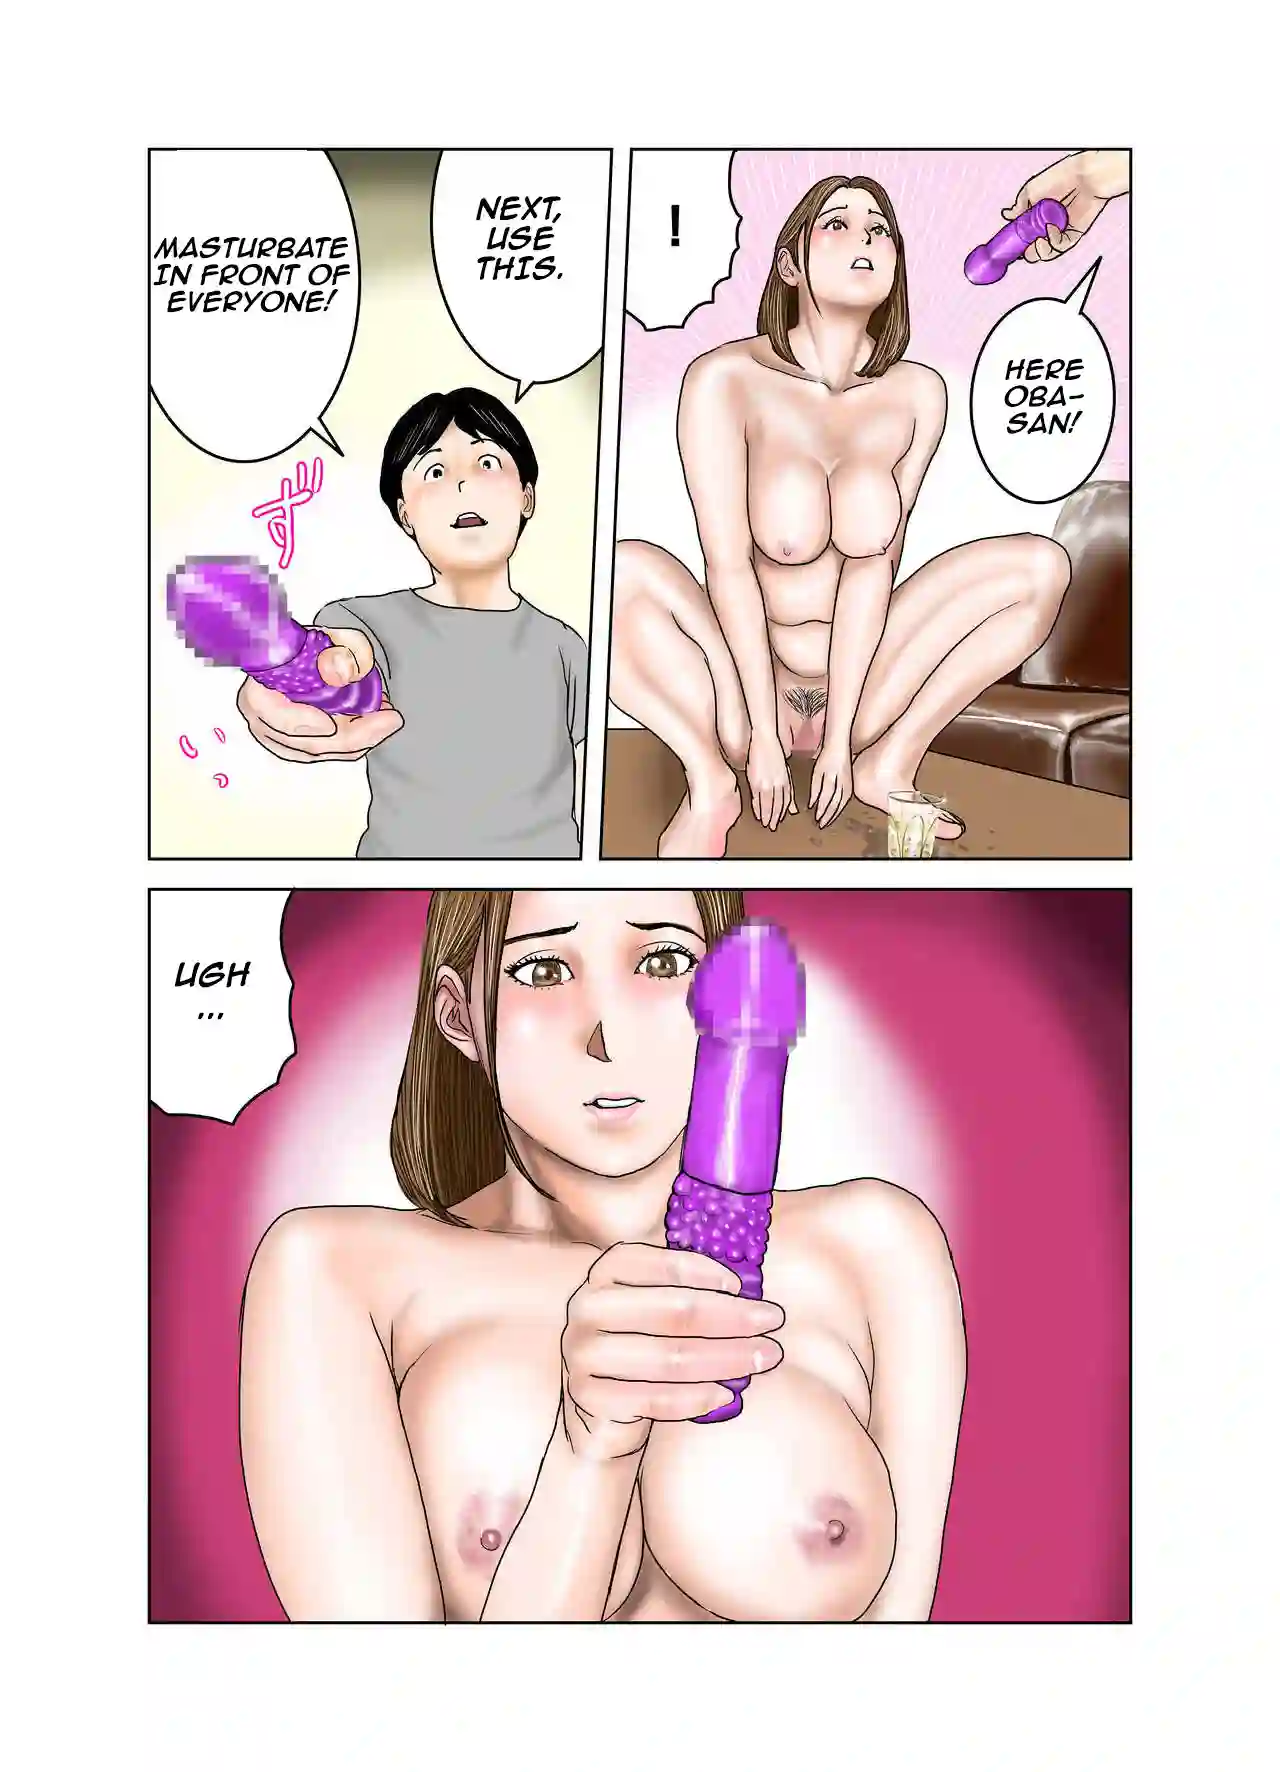 HERE
OBA-
SAN!
!
NEXT,
USE
THIS.
MASTURBATE
IN FRONT OF
EVERYONE!
ず
UGH
...